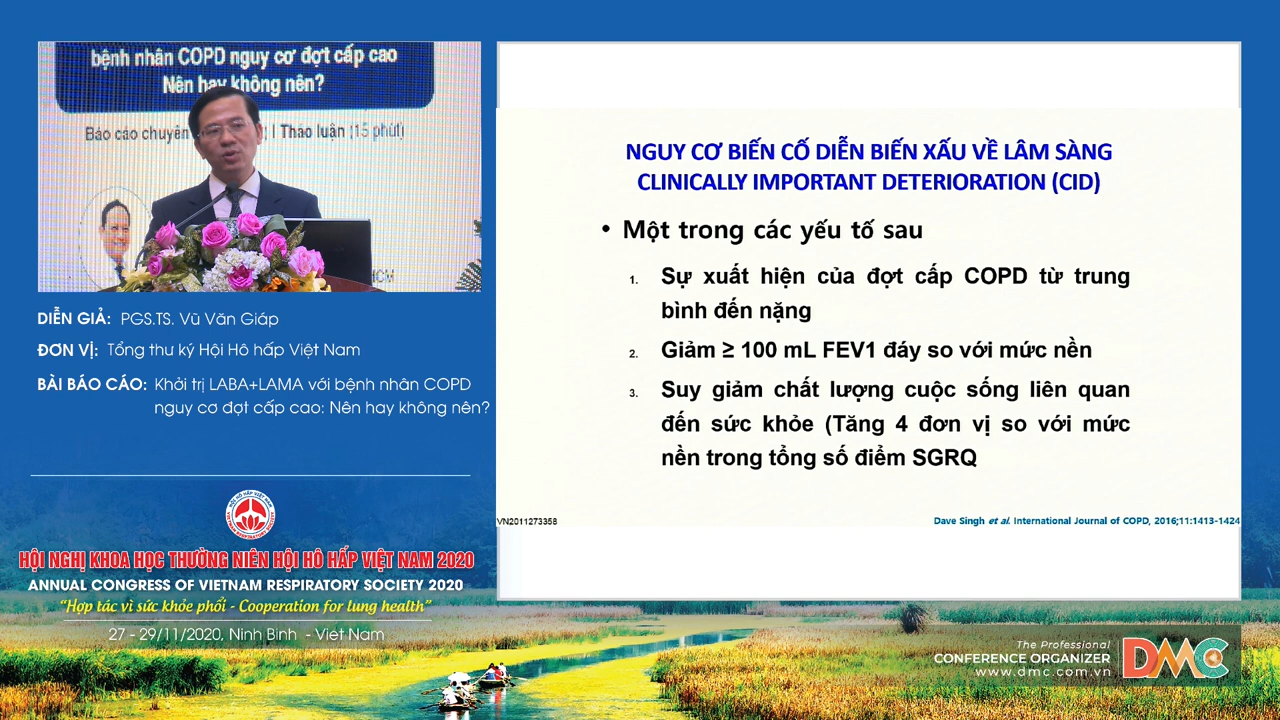 bệnh nhân COPD nguy cơ đợt cấp cao
Nên hay không nên?
Báo cáo chuyên | Thảo luận (15 phút)
HCM
DIỄN GIẢ: PGS.TS. Vũ Văn Giáp
ĐƠN VỊ: Tổng thư ký Hội Hô hấp Việt Nam
BÀI BÁO CÁO: Khởi trị LABA+LAMA với bệnh nhân COPD
nguy cơ đợt cấp cao: Nên hay không nên?
HỘI NGHỊ KHOA HỌC THƯỜNG NIÊN HỘI HÔ HẤP VIỆT NAM 2020
ANNUAL CONGRESS OF VIETNAM RESPIRATORY SOCIETY 2020
“Hợp tác vì sức khỏe phổi - Cooperation for lung health”
27 - 29/11/2020, Ninh Bình - Việt Nam
NGUY CƠ BIẾN CỐ DIỄN BIẾN XẤU VỀ LÂM SÀNG
CLINICALLY IMPORTANT DETERIORATION (CID)
• Một trong các yếu tố sau
1. Sự xuất hiện của đợt cấp COPD từ trung
bình đến nặng
2. Giảm ≥ 100 mL FEV1 đáy so với mức nền
3. Suy giảm chất lượng cuộc sống liên quan
đến sức khỏe (Tăng 4 đơn vị so với mức
nền trong tổng số điểm SGRQ
VN2011273358
Dave Singh et al. International Journal of COPD, 2016;11:1413-1424
The Professional
CONFERENCE ORGANIZER
www.dmc.com.vn
DMC